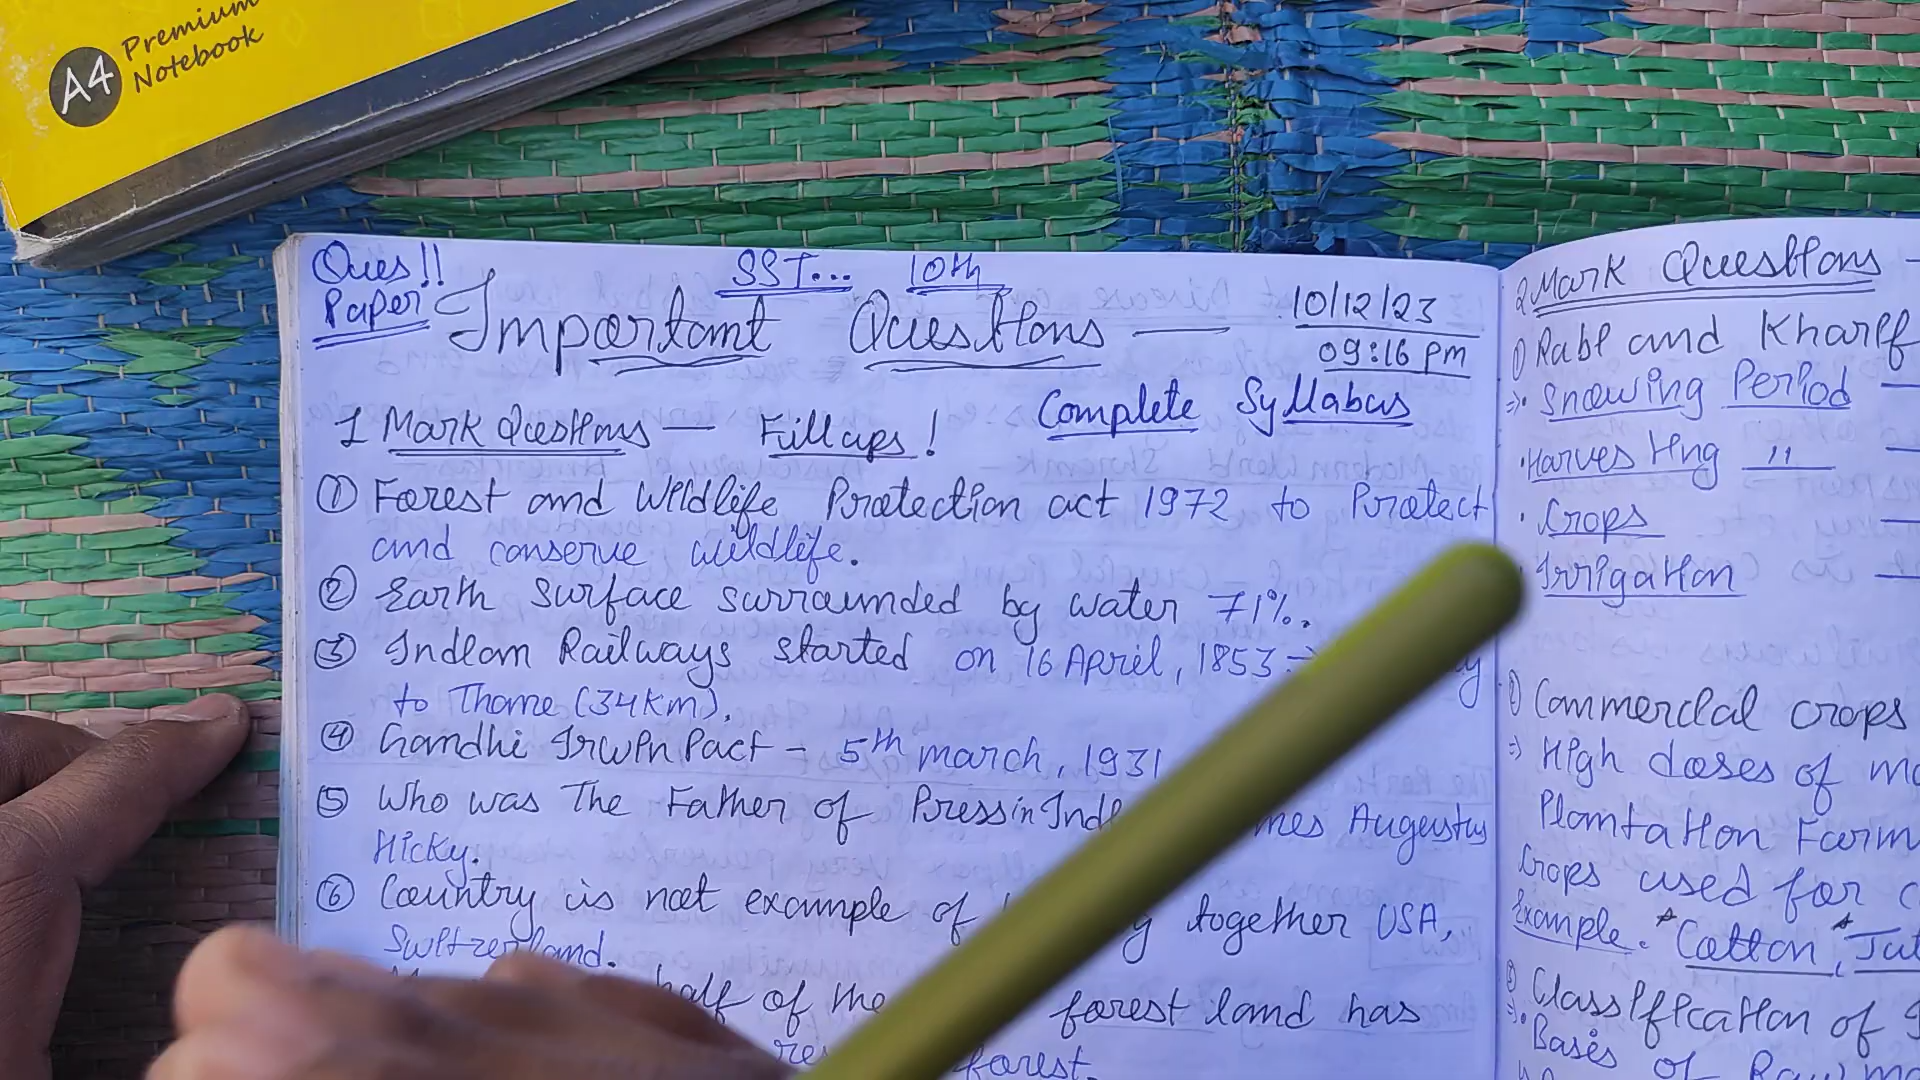 A4 Premium
Notebook
Ques!!
Paper
SST... 10th
Important Questions
10/12/23
09:16 pm
Complete Syllabus
1 Mark Questions — Fillups!
① Forest and Wildlife Protection act 1972 to Protect
and conserve wildlife.
② Earth Surface surrounded by water 71%.
③ Indian Railways started on 16 April, 1853
to Thane (34km).
④ Gandhi Irwin Pact - 5th march, 1931
⑤ Who was The Father of Press in Augustus
Hicky.
⑥ Country is not example of together USA,
Switzerland.
half of the forest land has
forest.
2 Mark Questions —
① Rabi and Kharif
⇒ Snowing Period —
• Harvesting " —
• Crops —
• Irrigation —
Commercial crops
⇒ High doses of
Plantation Farm
Crops used for
Example. Cotton,
Classification of
Basis of Raw